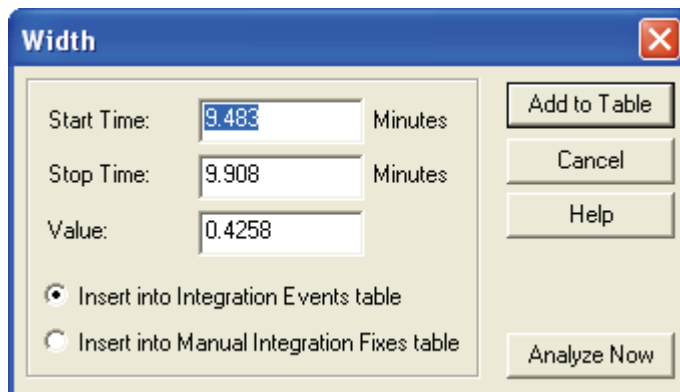 Width
Start Time: 9.483 Minutes
Add to Table
Stop Time: 9.908 Minutes
Cancel
Value: 0.4258
Help
Insert into Integration Events table
Insert into Manual Integration Fixes table
Analyze Now